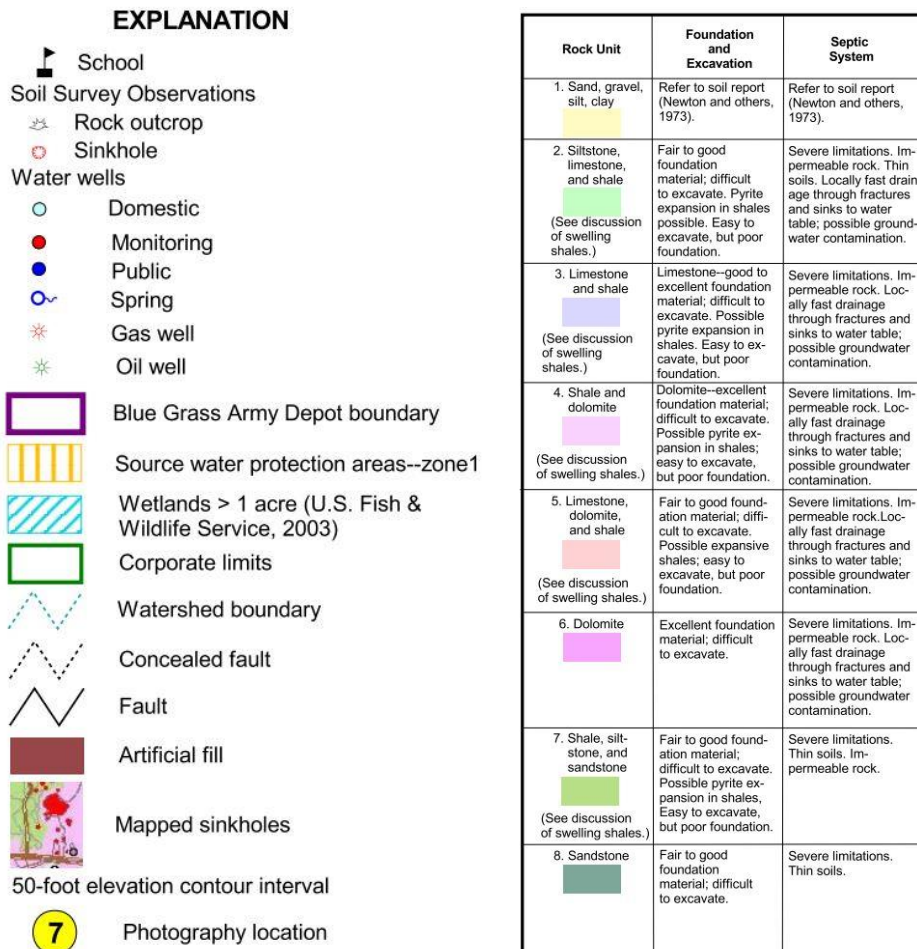 EXPLANATION
School
Soil Survey Observations
Rock outcrop
Sinkhole
Water wells
Domestic
Monitoring
Public
Spring
Gas well
Oil well
Blue Grass Army Depot boundary
Source water protection areas--zone1
Wetlands > 1 acre (U.S. Fish &
Wildlife Service, 2003)
Corporate limits
Watershed boundary
Concealed fault
Fault
Artificial fill
Mapped sinkholes
50-foot elevation contour interval
7
Photography location
Rock Unit
Foundation
and
Excavation
Septic
System
1. Sand, gravel,
silt, clay
Refer to soil report
(Newton and others,
1973).
Refer to soil report
(Newton and others,
1973).
2. Siltstone,
limestone,
and shale
(See discussion
of swelling
shales.)
Fair to good
foundation
material; difficult
to excavate. Pyrite
expansion in shales
possible. Easy to
excavate, but poor
foundation.
Severe limitations. Im-
permeable rock. Thin
soils. Locally fast drain
age through fractures
and sinks to water
table; possible ground-
water contamination.
3. Limestone
and shale
(See discussion
of swelling
shales.)
Limestone--good to
excellent foundation
material; difficult to
excavate. Possible
pyrite expansion in
shales. Easy to ex-
cavate, but poor
foundation.
Severe limitations. Im-
permeable rock. Loc-
ally fast drainage
through fractures and
sinks to water table;
possible groundwater
contamination.
4. Shale and
dolomite
(See discussion
of swelling shales.)
Dolomite--excellent
foundation material;
difficult to excavate.
Possible pyrite ex-
pansion in shales;
easy to excavate,
but poor foundation.
Severe limitations. Im-
permeable rock. Loc-
ally fast drainage
through fractures and
sinks to water table;
possible groundwater
contamination.
5. Limestone,
dolomite,
and shale
(See discussion
of swelling shales.)
Fair to good found-
ation material; diffi-
cult to excavate.
Possible expansive
shales; easy to
excavate, but poor
foundation.
Severe limitations. Im-
permeable rock.Loc-
ally fast drainage
through fractures and
sinks to water table;
possible groundwater
contamination.
6. Dolomite
Excellent foundation
material; difficult
to excavate.
Severe limitations. Im-
permeable rock. Loc-
ally fast drainage
through fractures and
sinks to water table;
possible groundwater
contamination.
7. Shale, silt-
stone, and
sandstone
(See discussion
of swelling shales.)
Fair to good found-
ation material;
difficult to excavate.
Possible pyrite ex-
pansion in shales,
Easy to excavate,
but poor foundation.
Severe limitations.
Thin soils. Im-
permeable rock.
8. Sandstone
Fair to good
foundation
material; difficult
to excavate.
Severe limitations.
Thin soils.